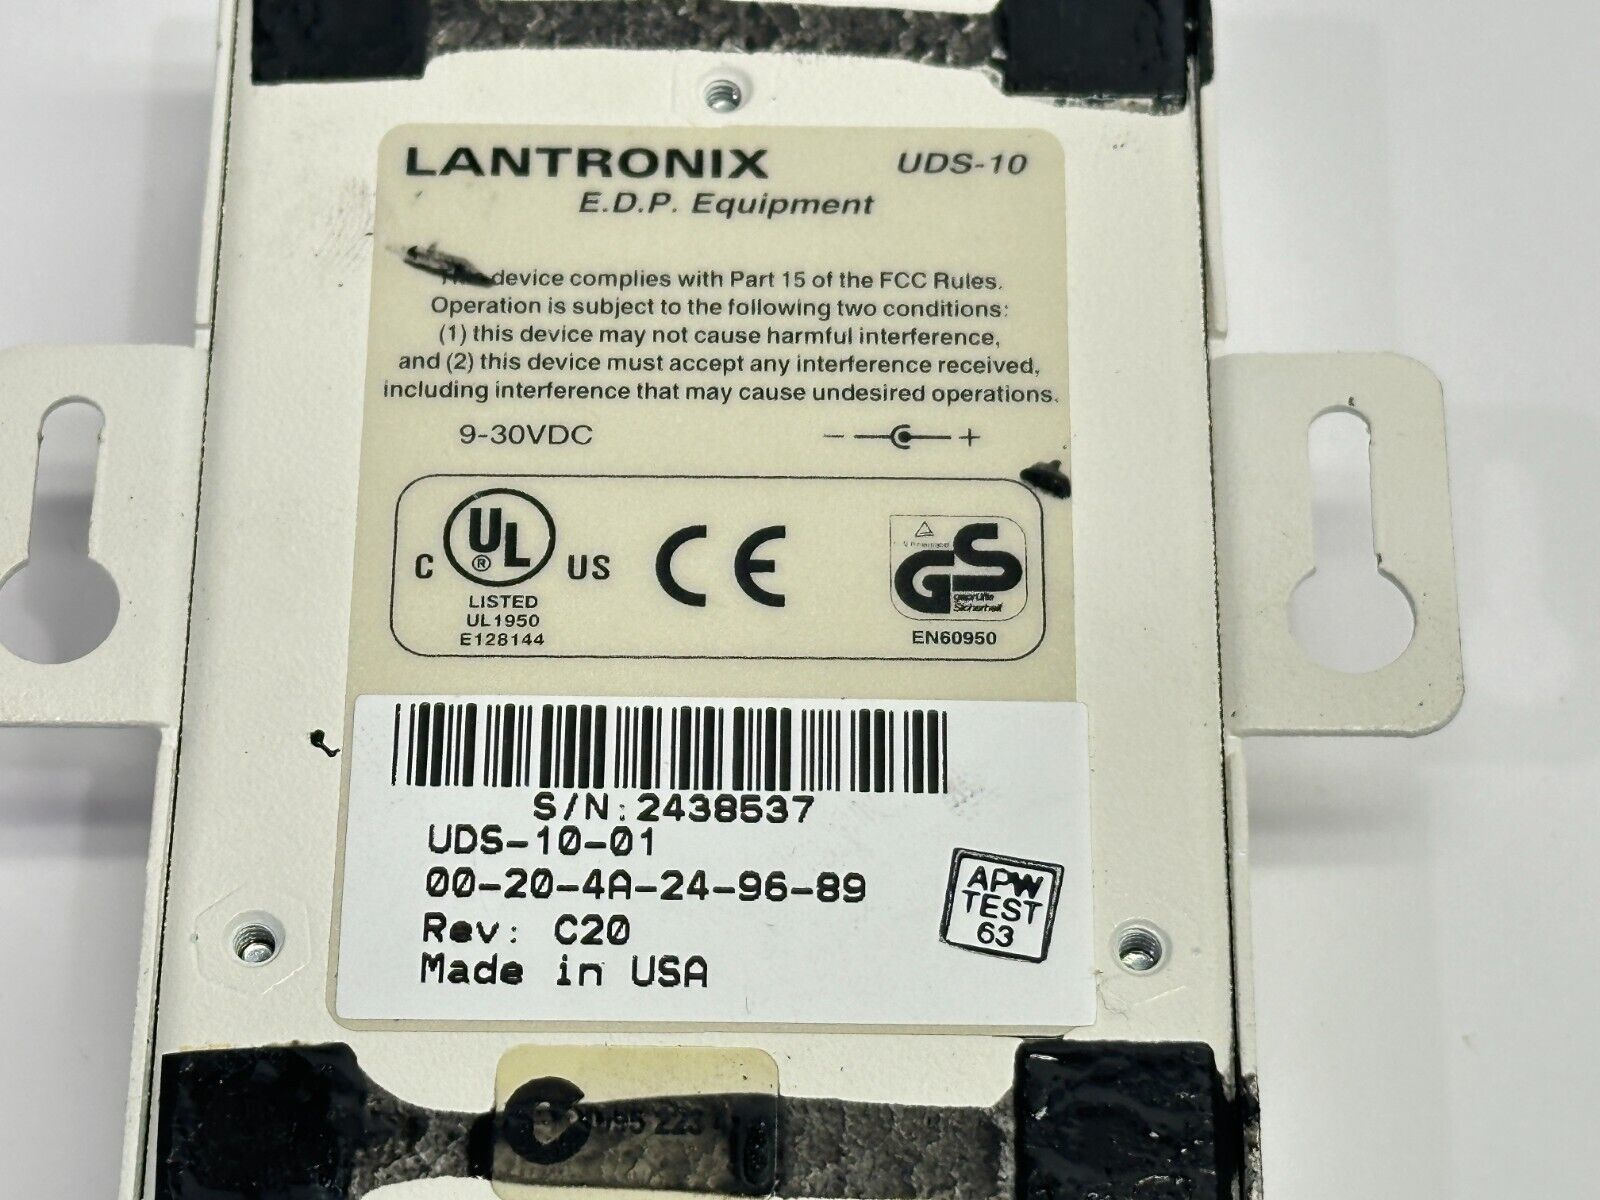 LANTRONIX UDS-10
E.D.P. Equipment
This device complies with Part 15 of the FCC Rules.
Operation is subject to the following two conditions:
(1) this device may not cause harmful interference,
and (2) this device must accept any interference received,
including interference that may cause undesired operations.
9-30VDC - +
C UL ® US CE GS
geprüfte
Sicherheit
LISTED
UL1950
E128144
EN60950
S/N:2438537
UDS-10-01
00-20-4A-24-96-89
Rev: C20
Made in USA
APW
TEST
63